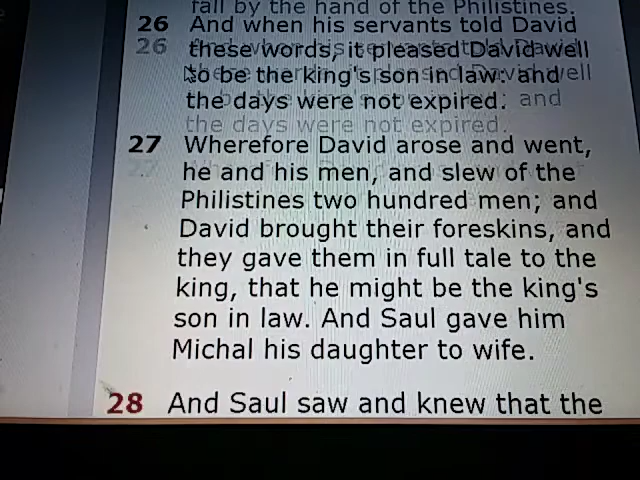 fall by the hand of the Philistines.
26 And when his servants told David
these words, it pleased David well
to be the king's son in law: and
the days were not expired.
27 Wherefore David arose and went,
he and his men, and slew of the
Philistines two hundred men; and
David brought their foreskins, and
they gave them in full tale to the
king, that he might be the king's
son in law. And Saul gave him
Michal his daughter to wife.
28 And Saul saw and knew that the